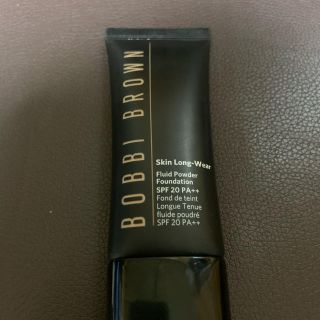 BOBBI BROWN
Skin Long-Wear
Fluid Powder
Foundation
SPF 20 PA++
Fond de teint
Longue Tenue
fluide poudré
SPF 20 PA++